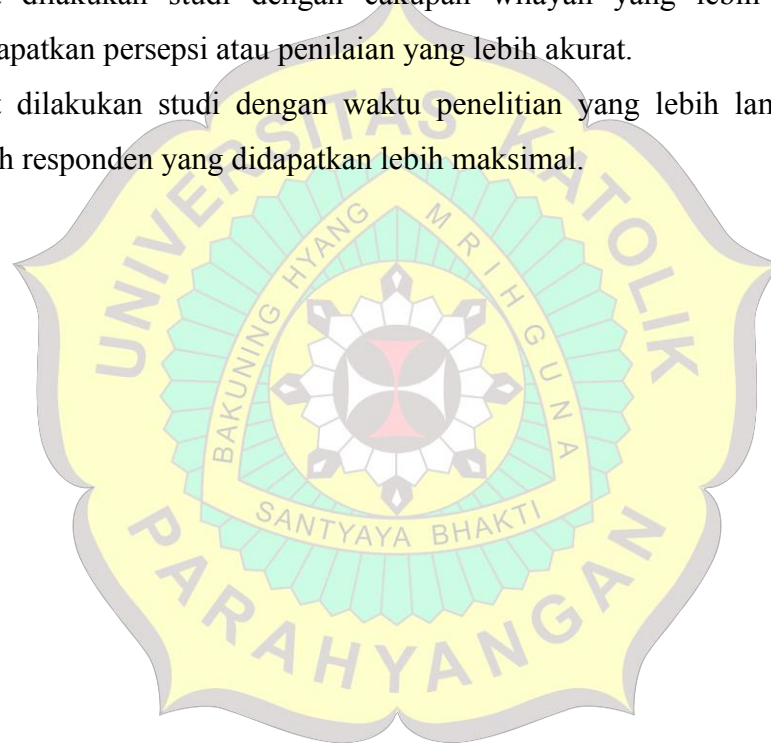 dilakukan studi dengan cakupan wilayah yang lebih
dapatkan persepsi atau penilaian yang lebih akurat.
dilakukan studi dengan waktu penelitian yang lebih
responden yang didapatkan lebih maksimal.
UNIVERSITAS KATOLIK
BAKUNING HYANG MRIHGUNA
SANTYAYA BHAKTI
PARAHYANGAN